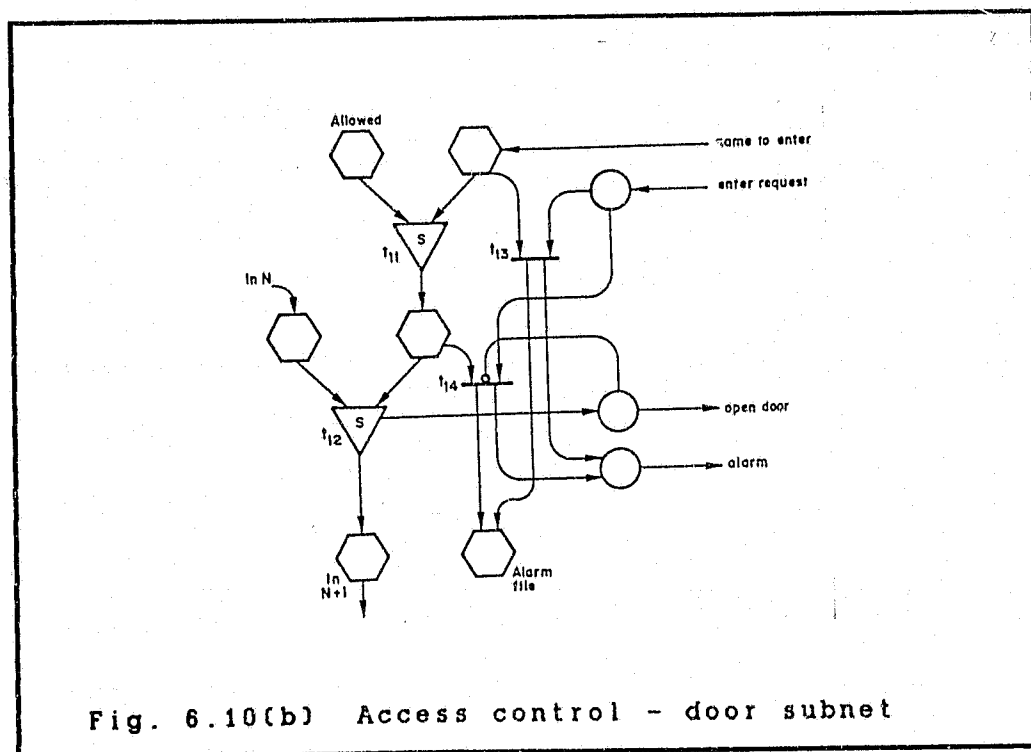 Allowed
name to enter
enter request
S
t11
t13
In N
t14
S
t12
open door
alarm
In
N+1
Alarm
file
Fig. 6.10(b) Access control - door subnet